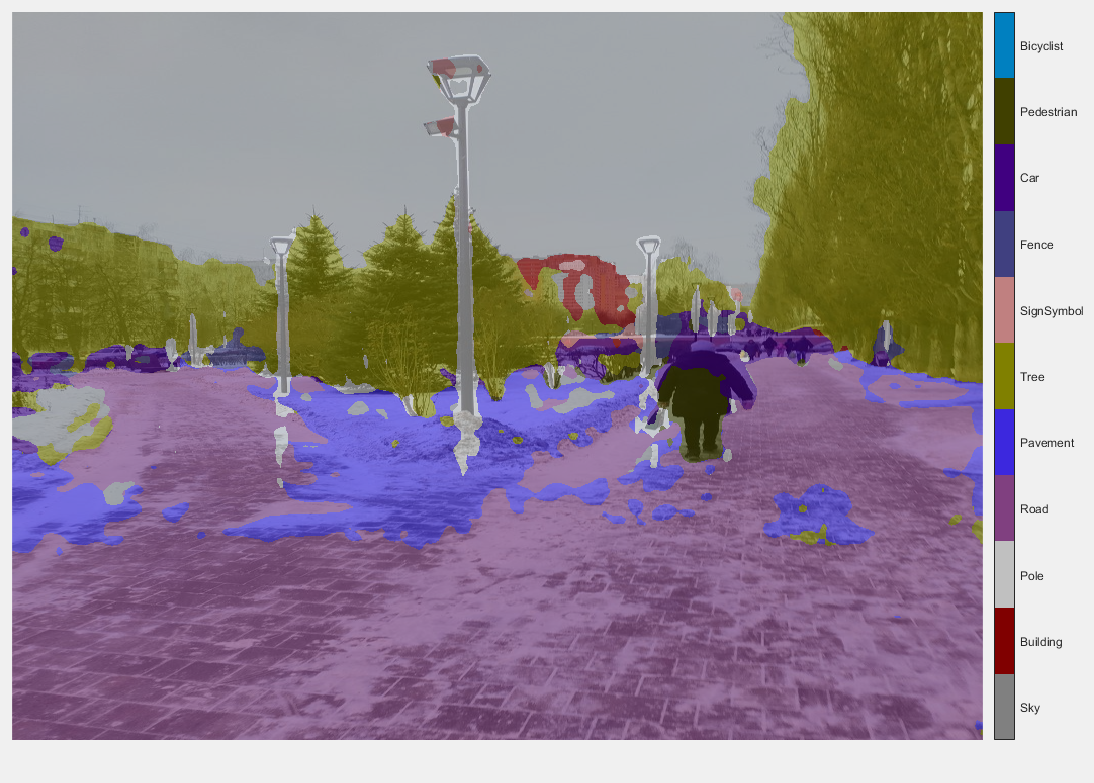 Bicyclist
Pedestrian
Car
Fence
SignSymbol
Tree
Pavement
Road
Pole
Building
Sky